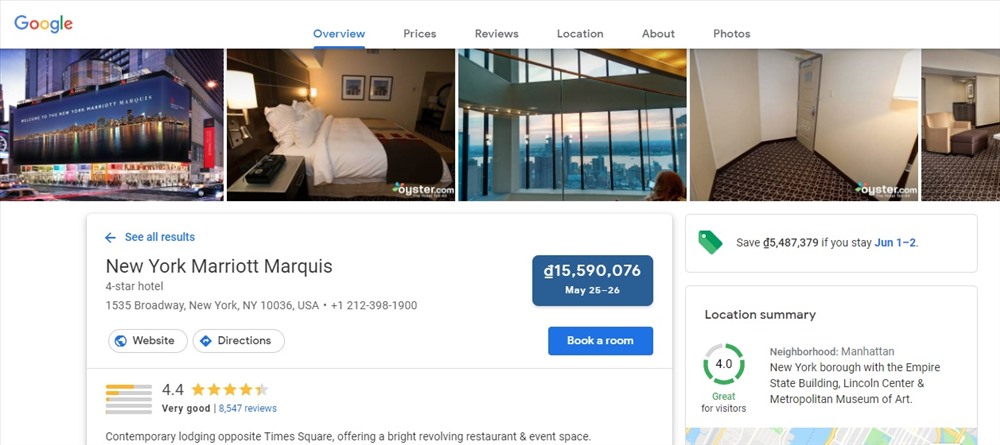 Google
Overview Prices Reviews Location About Photos
WELCOME TO THE NEW YORK MARRIOTT MARQUIS
oyster.com
oyster.com
oyster.com
See all results
New York Marriott Marquis
4-star hotel
1535 Broadway, New York, NY 10036, USA • +1 212-398-1900
₫15,590,076
May 25–26
Website Directions
Book a room
4.4
Very good | 8,547 reviews
Contemporary lodging opposite Times Square, offering a bright revolving restaurant & event space.
Save ₫5,487,379 if you stay Jun 1–2.
Location summary
4.0
Great
for visitors
Neighborhood: Manhattan
New York borough with the Empire
State Building, Lincoln Center &
Metropolitan Museum of Art.